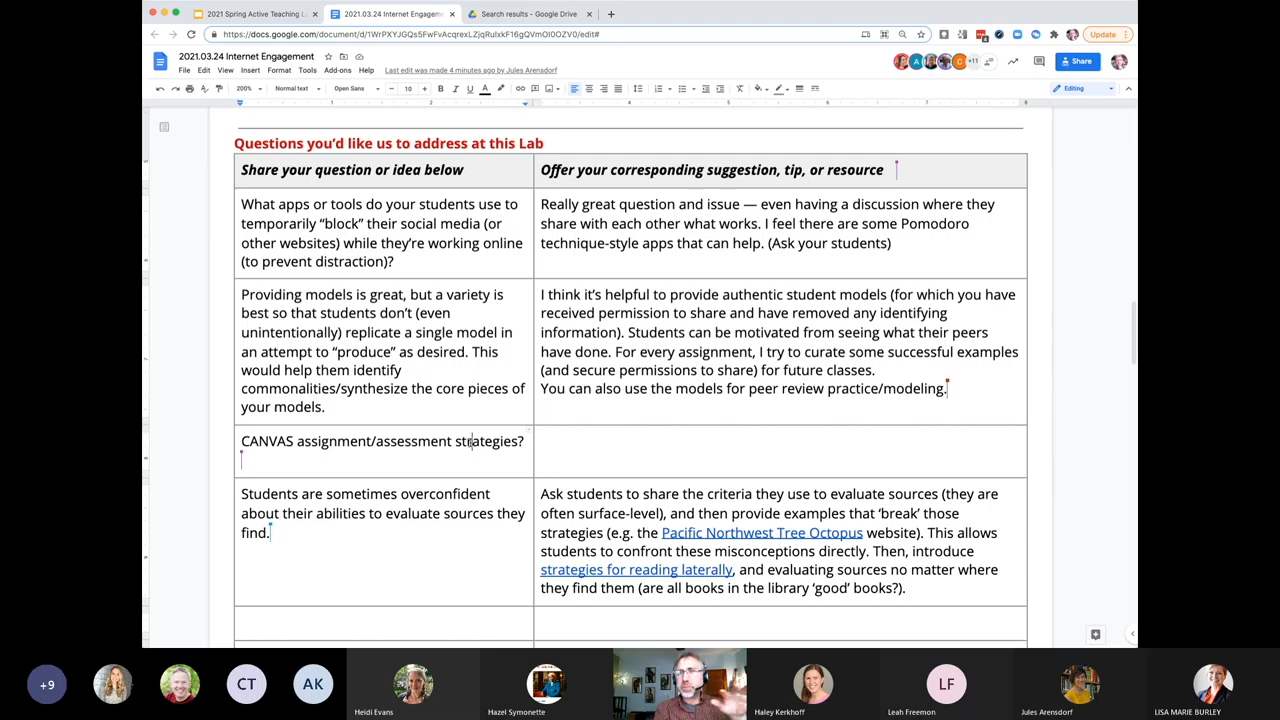 2021 Spring Active Teaching L
2021.03.24 Internet Engageme
Search results - Google Drive
https://docs.google.com/document/d/1WrPXYJGQs5FwFvAcqrexLZjqRulxkF16gQVmOl0OZV0/edit#
Update
2021.03.24 Internet Engagement
File Edit View Insert Format Tools Add-ons Help Last edit was made 4 minutes ago by Jules Arensdorf
+11
Share
200% Normal text Open Sans 10 Editing
Questions you’d like us to address at this Lab
Share your question or idea below
Offer your corresponding suggestion, tip, or resource
What apps or tools do your students use to
temporarily “block” their social media (or
other websites) while they’re working online
(to prevent distraction)?
Really great question and issue — even having a discussion where they
share with each other what works. I feel there are some Pomodoro
technique-style apps that can help. (Ask your students)
Providing models is great, but a variety is
best so that students don’t (even
unintentionally) replicate a single model in
an attempt to “produce” as desired. This
would help them identify
commonalities/synthesize the core pieces of
your models.
I think it’s helpful to provide authentic student models (for which you have
received permission to share and have removed any identifying
information). Students can be motivated from seeing what their peers
have done. For every assignment, I try to curate some successful examples
(and secure permissions to share) for future classes.
You can also use the models for peer review practice/modeling.
CANVAS assignment/assessment strategies?
Students are sometimes overconfident
about their abilities to evaluate sources they
find.
Ask students to share the criteria they use to evaluate sources (they are
often surface-level), and then provide examples that ‘break’ those
strategies (e.g. the Pacific Northwest Tree Octopus website). This allows
students to confront these misconceptions directly. Then, introduce
strategies for reading laterally, and evaluating sources no matter where
they find them (are all books in the library ‘good’ books?).
+9
CT
AK
Heidi Evans
Hazel Symonette
Haley Kerkhoff
LF
Leah Freemon
Jules Arensdorf
LISA MARIE BURLEY